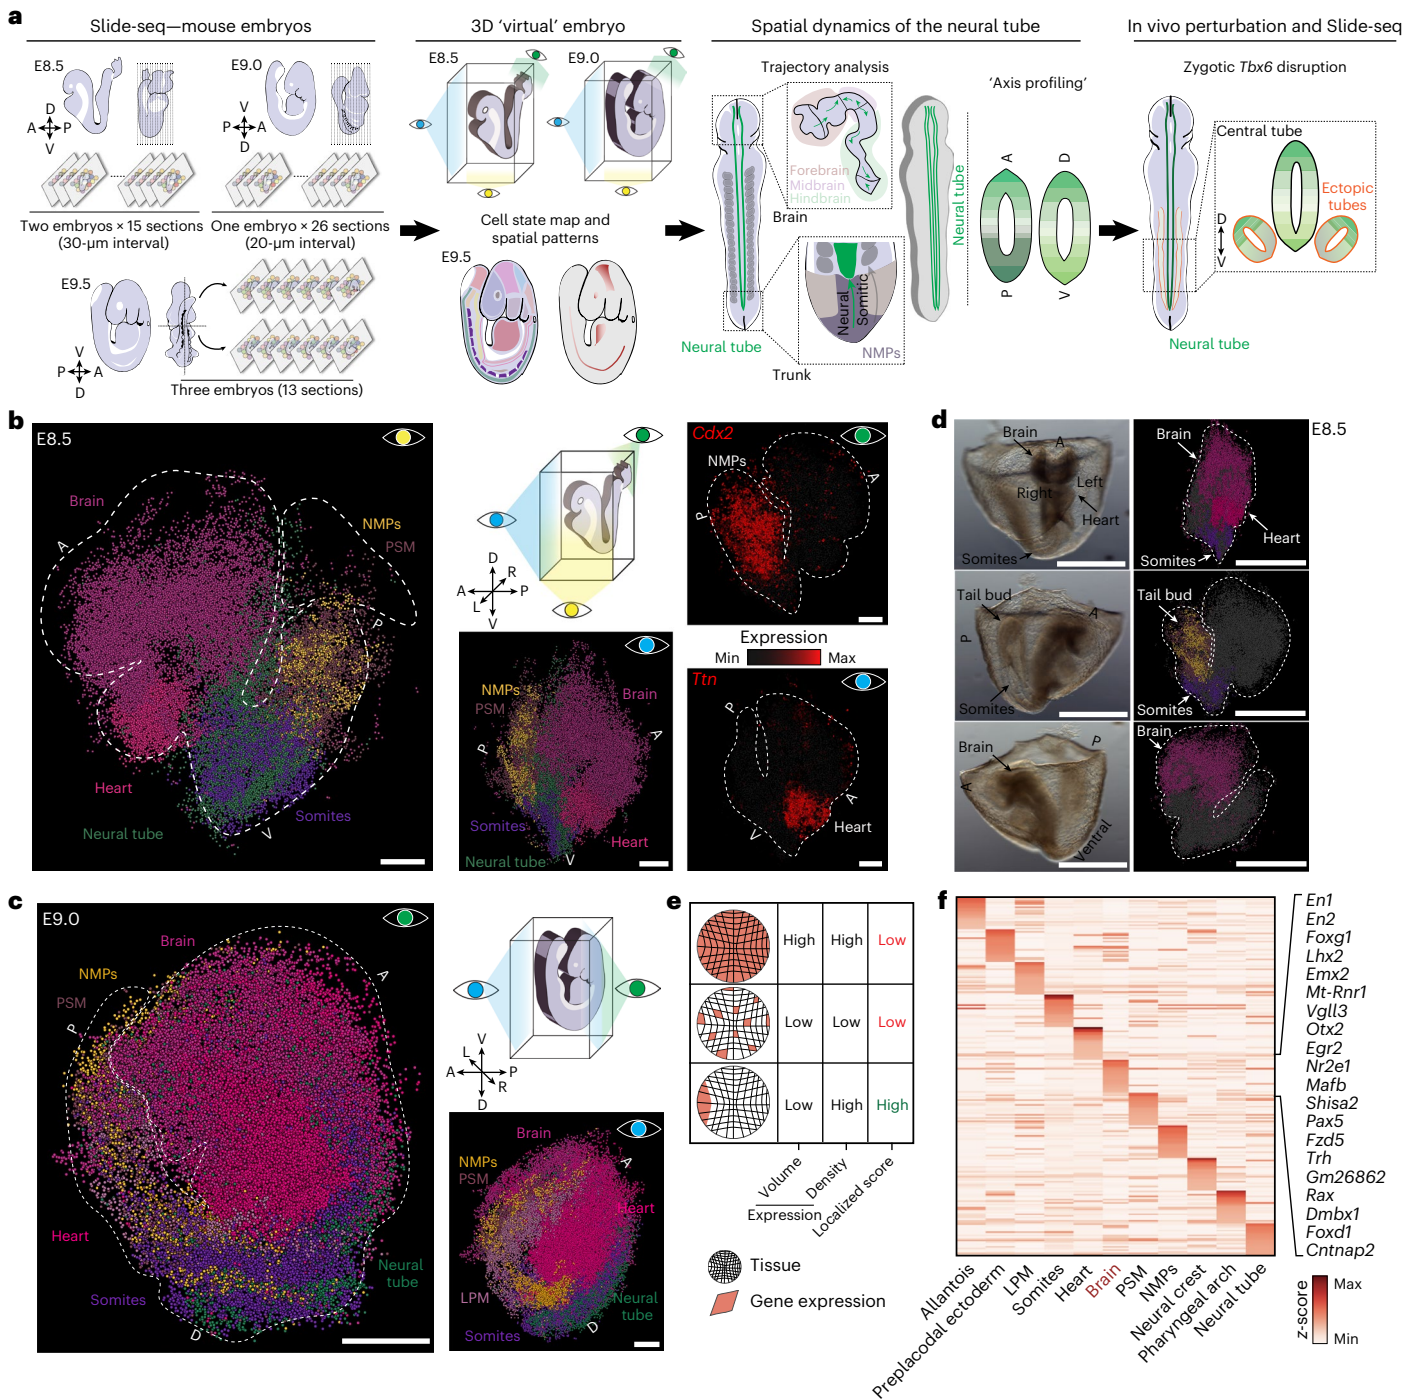 a
Slide-seq—mouse embryos
3D ‘virtual’ embryo
Spatial dynamics of the neural tube
In vivo perturbation and Slide-seq
E8.5
D
A
P
V
E9.0
V
P
A
D
Two embryos × 15 sections
(30-µm interval)
One embryo × 26 sections
(20-µm interval)
E9.5
V
P
A
D
Three embryos (13 sections)
E8.5
E9.0
Cell state map and
spatial patterns
E9.5
Trajectory analysis
Forebrain
Midbrain
Hindbrain
Brain
Neural
Somitic
NMPs
Neural tube
Trunk
Neural tube
‘Axis profiling’
A
D
P
V
Zygotic Tbx6 disruption
Central tube
Ectopic
tubes
D
V
Neural tube
b
E8.5
Brain
A
NMPs
PSM
P
Heart
Neural tube
Somites
V
D
R
A
P
L
V
NMPs
PSM
Brain
P
A
Somites
Heart
Neural tube
V
Cdx2
NMPs
A
P
Expression
Min
Max
Ttn
P
A
Heart
V
d
E8.5
Brain
A
Left
Right
Heart
Somites
Brain
Heart
Somites
Tail bud
A
P
Somites
Tail bud
Somites
Brain
P
A
Ventral
Brain
c
E9.0
Brain
NMPs
A
PSM
P
Heart
Neural
tube
Somites
D
V
L
A
P
R
D
Brain
NMPs
A
PSM
Heart
LPM
Neural
tube
Somites
D
e
High
High
Low
Low
Low
Low
Low
High
High
Volume
Density
Localized score
Expression
Tissue
Gene expression
f
En1
En2
Foxg1
Lhx2
Emx2
Mt-Rnr1
Vgll3
Otx2
Egr2
Nr2e1
Mafb
Shisa2
Pax5
Fzd5
Trh
Gm26862
Rax
Dmbx1
Foxd1
Cntnap2
Allantois
Preplacodal ectoderm
LPM
Somites
Heart
Brain
PSM
NMPs
Neural crest
Pharyngeal arch
Neural tube
z-score
Max
Min